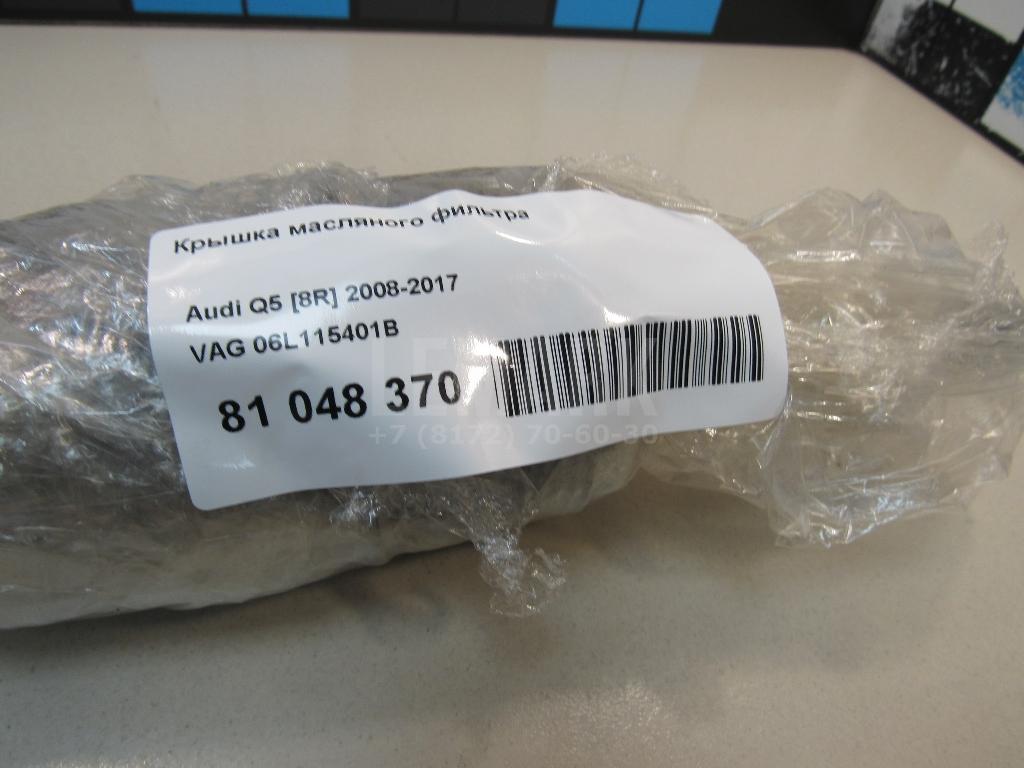 Крышка масляного фильтра
Audi Q5 [8R] 2008-2017
VAG 06L115401B
81 048 370
+7 (8172) 70-60-30